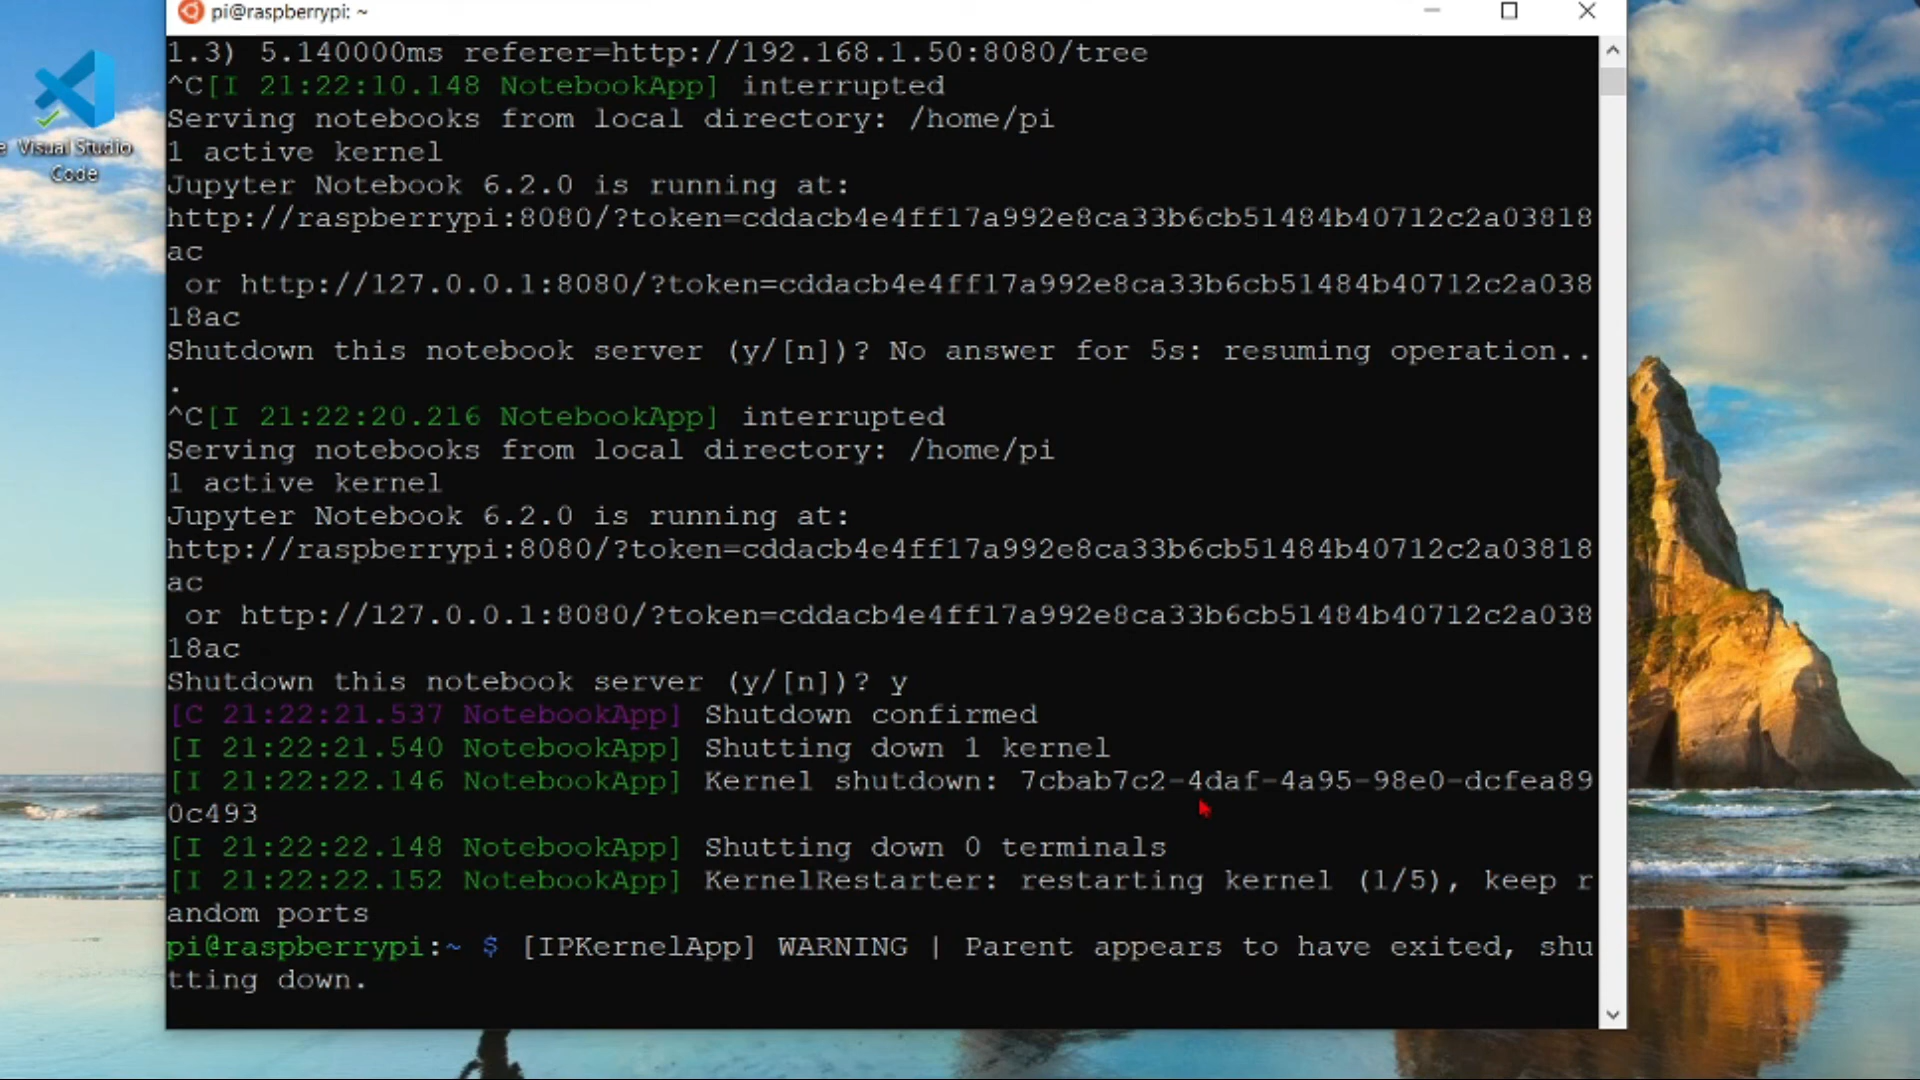 pi@raspberrypi: ~
1.3) 5.140000ms referer=http://192.168.1.50:8080/tree
^C[I 21:22:10.148 NotebookApp] interrupted
Serving notebooks from local directory: /home/pi
1 active kernel
Jupyter Notebook 6.2.0 is running at:
http://raspberrypi:8080/?token=cddacb4e4ff17a992e8ca33b6cb51484b40712c2a03818
ac
or http://127.0.0.1:8080/?token=cddacb4e4ff17a992e8ca33b6cb51484b40712c2a038
18ac
Shutdown this notebook server (y/[n])? No answer for 5s: resuming operation..
.
^C[I 21:22:20.216 NotebookApp] interrupted
Serving notebooks from local directory: /home/pi
1 active kernel
Jupyter Notebook 6.2.0 is running at:
http://raspberrypi:8080/?token=cddacb4e4ff17a992e8ca33b6cb51484b40712c2a03818
ac
or http://127.0.0.1:8080/?token=cddacb4e4ff17a992e8ca33b6cb51484b40712c2a038
18ac
Shutdown this notebook server (y/[n])? y
[C 21:22:21.537 NotebookApp] Shutdown confirmed
[I 21:22:21.540 NotebookApp] Shutting down 1 kernel
[I 21:22:22.146 NotebookApp] Kernel shutdown: 7cbab7c2-4daf-4a95-98e0-dcfea89
0c493
[I 21:22:22.148 NotebookApp] Shutting down 0 terminals
[I 21:22:22.152 NotebookApp] KernelRestarter: restarting kernel (1/5), keep r
andom ports
pi@raspberrypi:~ $ [IPKernelApp] WARNING | Parent appears to have exited, shu
tting down.
e Visual Studio
Code